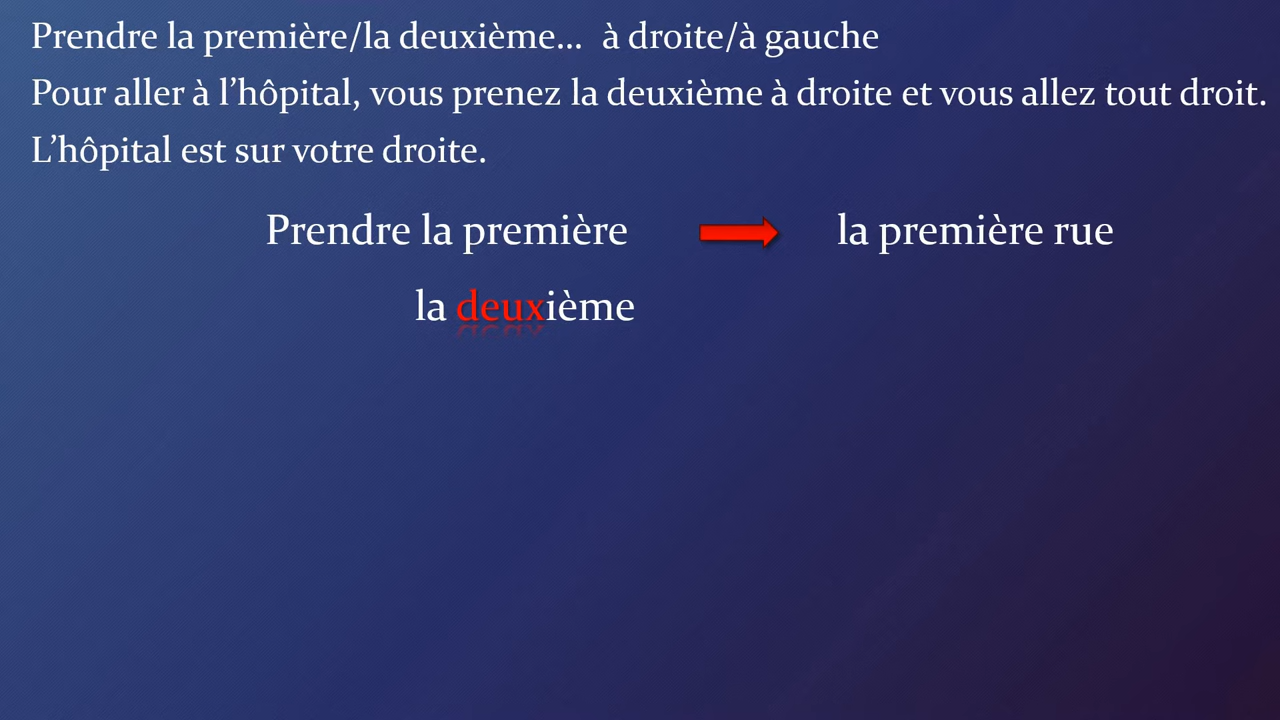 Prendre la première/la deuxième... à droite/à gauche
Pour aller à l’hôpital, vous prenez la deuxième à droite et vous allez tout droit.
L’hôpital est sur votre droite.
Prendre la première la première rue
la deuxième